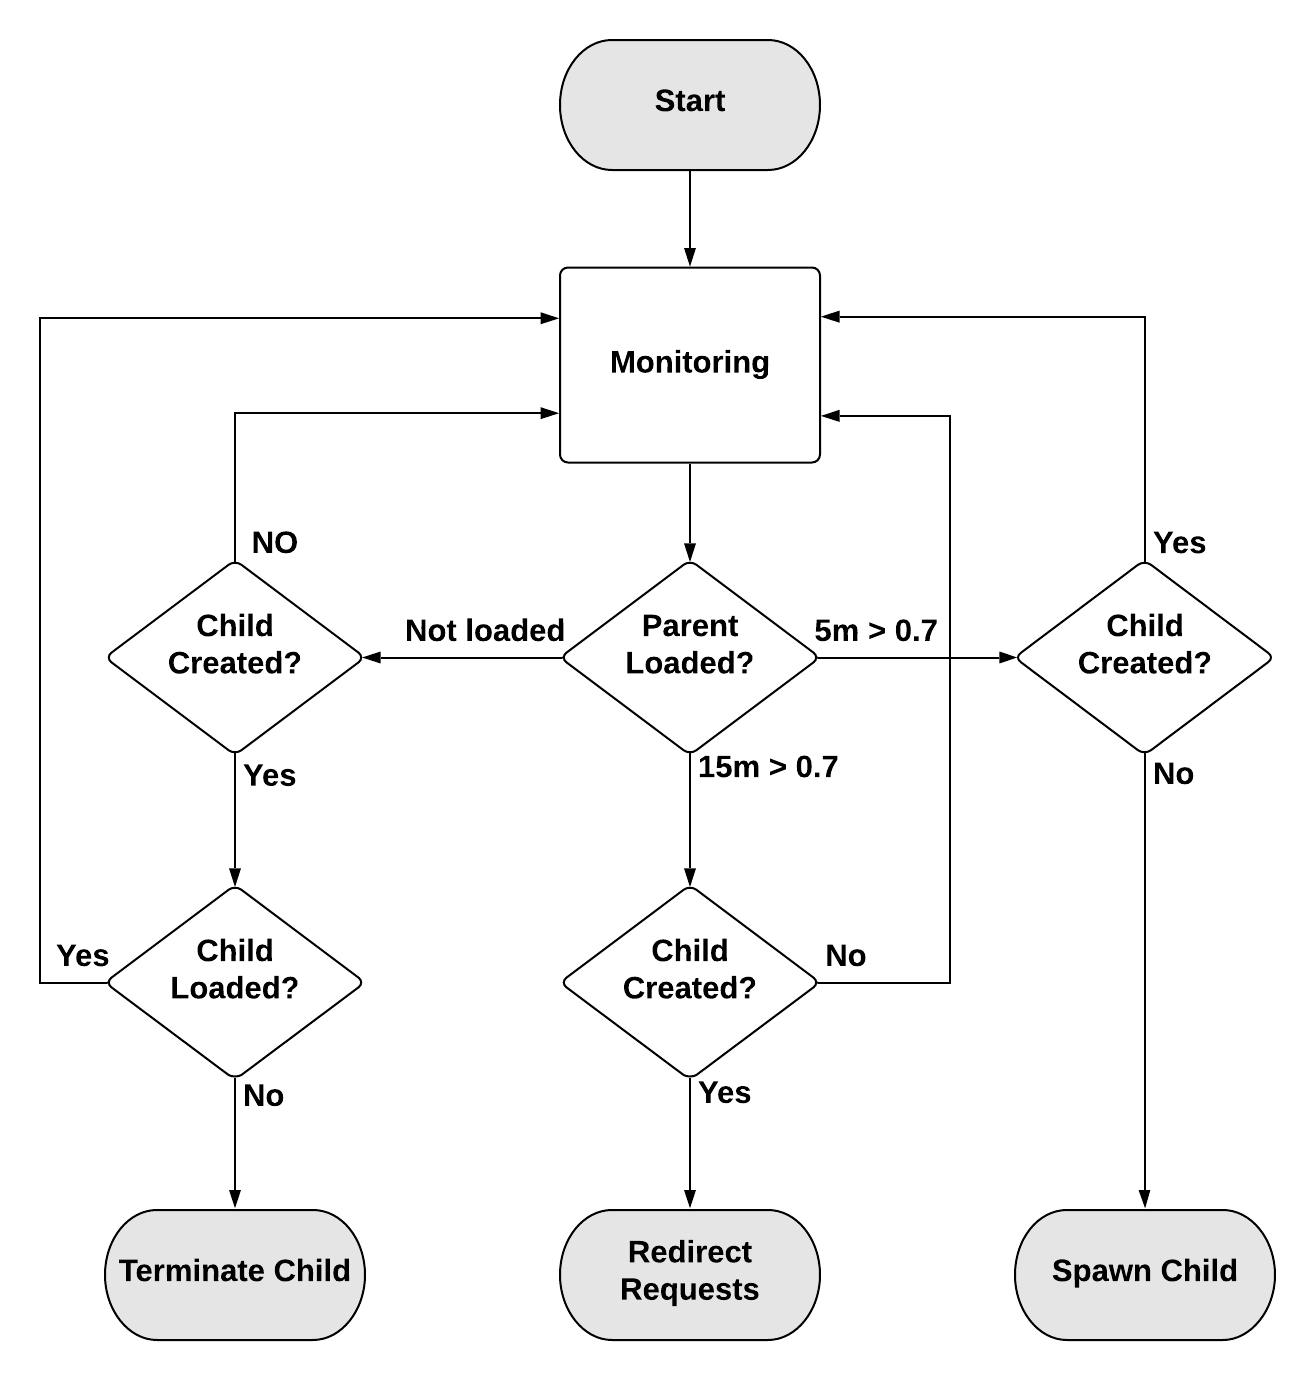 Start
Monitoring
NO
Yes
Child
Created?
Not loaded
Parent
Loaded?
5m > 0.7
Child
Created?
Yes
15m > 0.7
No
Yes
Child
Loaded?
Child
Created?
No
No
Yes
Terminate Child
Redirect
Requests
Spawn Child